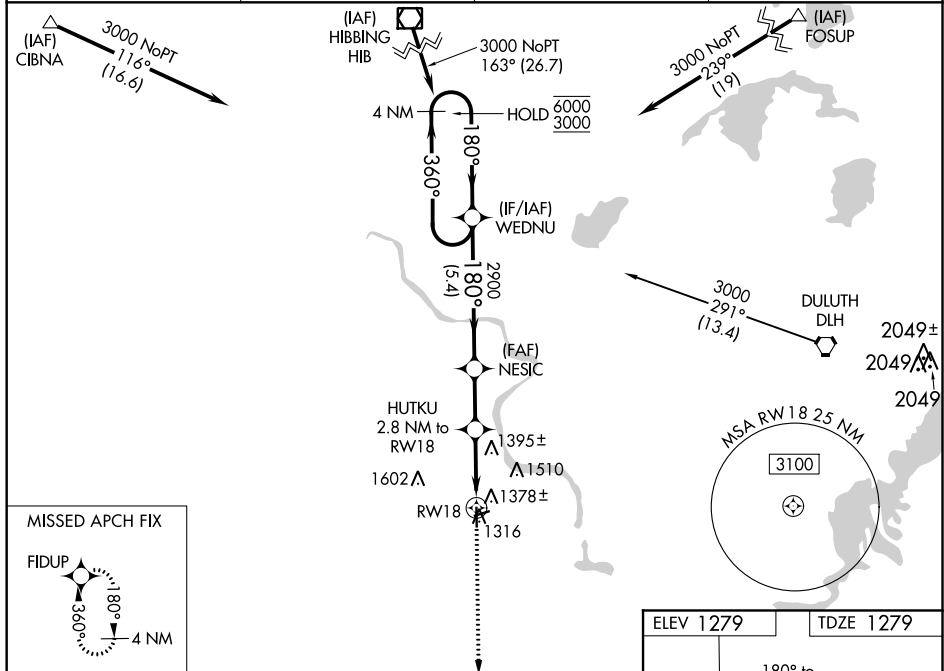 (IAF)
CIBNA
3000 NoPT
116°
(16.6)
(IAF)
HIBBING
HIB
3000 NoPT
163° (26.7)
(IAF)
FOSUP
3000 NoPT
239°
(19)
4 NM
HOLD 6000
3000
180°
360°
(IF/IAF)
WEDNU
2900
180°
(5.4)
3000
291°
(13.4)
DULUTH
DLH
2049±
2049
2049
(FAF)
NESIC
HUTKU
2.8 NM to
RW18
1395±
1510
1602
1378±
RW18
1316
MSA RW18 25 NM
3100
MISSED APCH FIX
FIDUP
180°
360°
4 NM
ELEV 1279
TDZE 1279
180° to